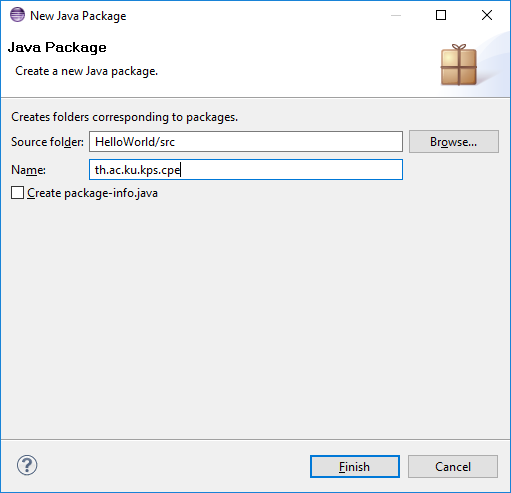 New Java Package
Java Package
Create a new Java package.
Creates folders corresponding to packages.
Source folder: HelloWorld/src Browse...
Name: th.ac.ku.kps.cpe
Create package-info.java
? Finish Cancel